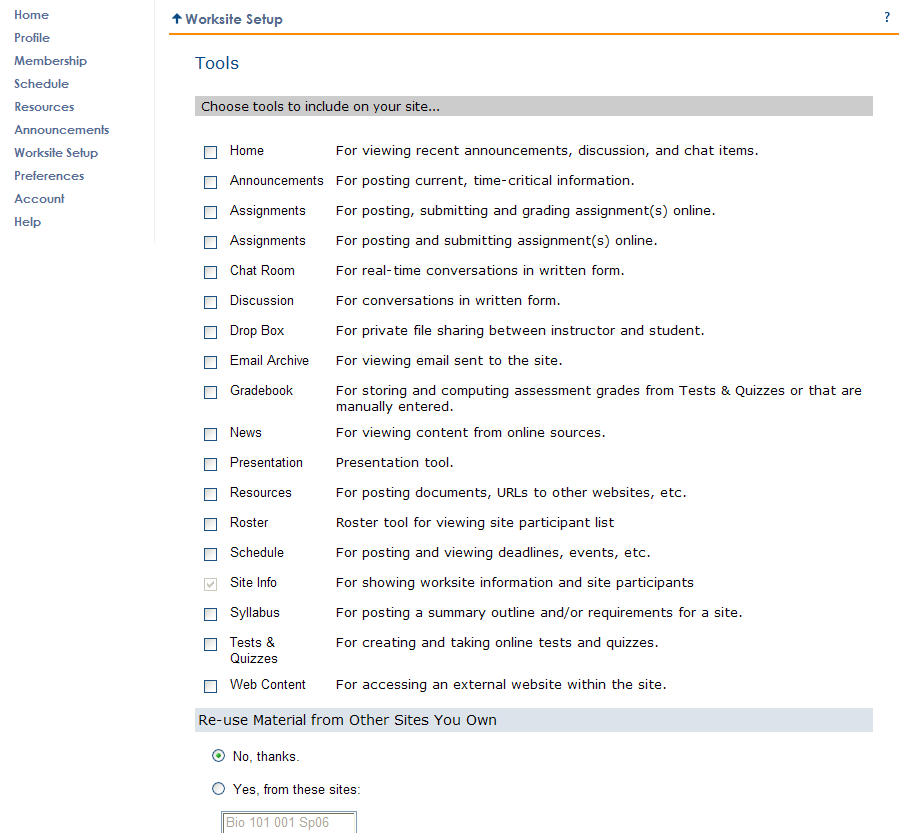 Home
Profile
Membership
Schedule
Resources
Announcements
Worksite Setup
Preferences
Account
Help
Worksite Setup ?
Tools
Choose tools to include on your site...
Home For viewing recent announcements, discussion, and chat items.
Announcements For posting current, time-critical information.
Assignments For posting, submitting and grading assignment(s) online.
Assignments For posting and submitting assignment(s) online.
Chat Room For real-time conversations in written form.
Discussion For conversations in written form.
Drop Box For private file sharing between instructor and student.
Email Archive For viewing email sent to the site.
Gradebook For storing and computing assessment grades from Tests & Quizzes or that are
manually entered.
News For viewing content from online sources.
Presentation Presentation tool.
Resources For posting documents, URLs to other websites, etc.
Roster Roster tool for viewing site participant list
Schedule For posting and viewing deadlines, events, etc.
Site Info For showing worksite information and site participants
Syllabus For posting a summary outline and/or requirements for a site.
Tests & For creating and taking online tests and quizzes.
Quizzes
Web Content For accessing an external website within the site.
Re-use Material from Other Sites You Own
No, thanks.
Yes, from these sites:
Bio 101 001 Sp06